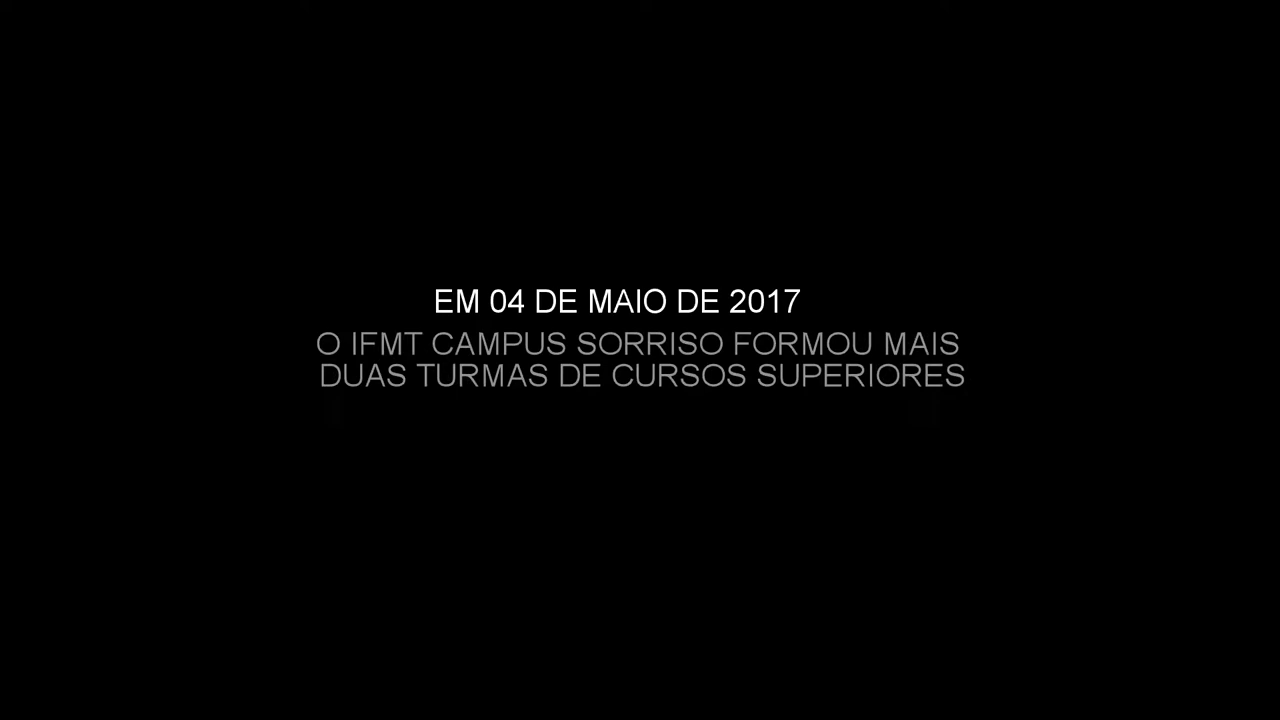 EM 04 DE MAIO DE 2017
O IFMT CAMPUS SORRISO FORMOU MAIS
DUAS TURMAS DE CURSOS SUPERIORES